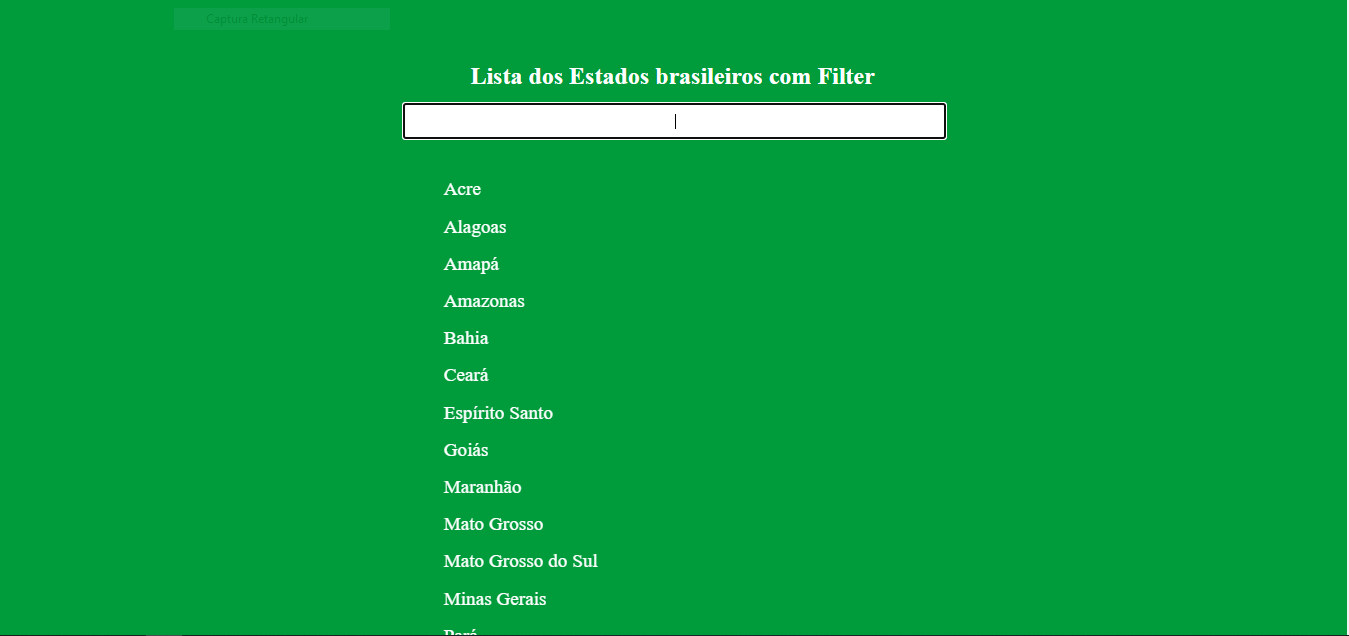 Captura Retangular
Lista dos Estados brasileiros com Filter
Acre
Alagoas
Amapá
Amazonas
Bahia
Ceará
Espírito Santo
Goiás
Maranhão
Mato Grosso
Mato Grosso do Sul
Minas Gerais
Pará